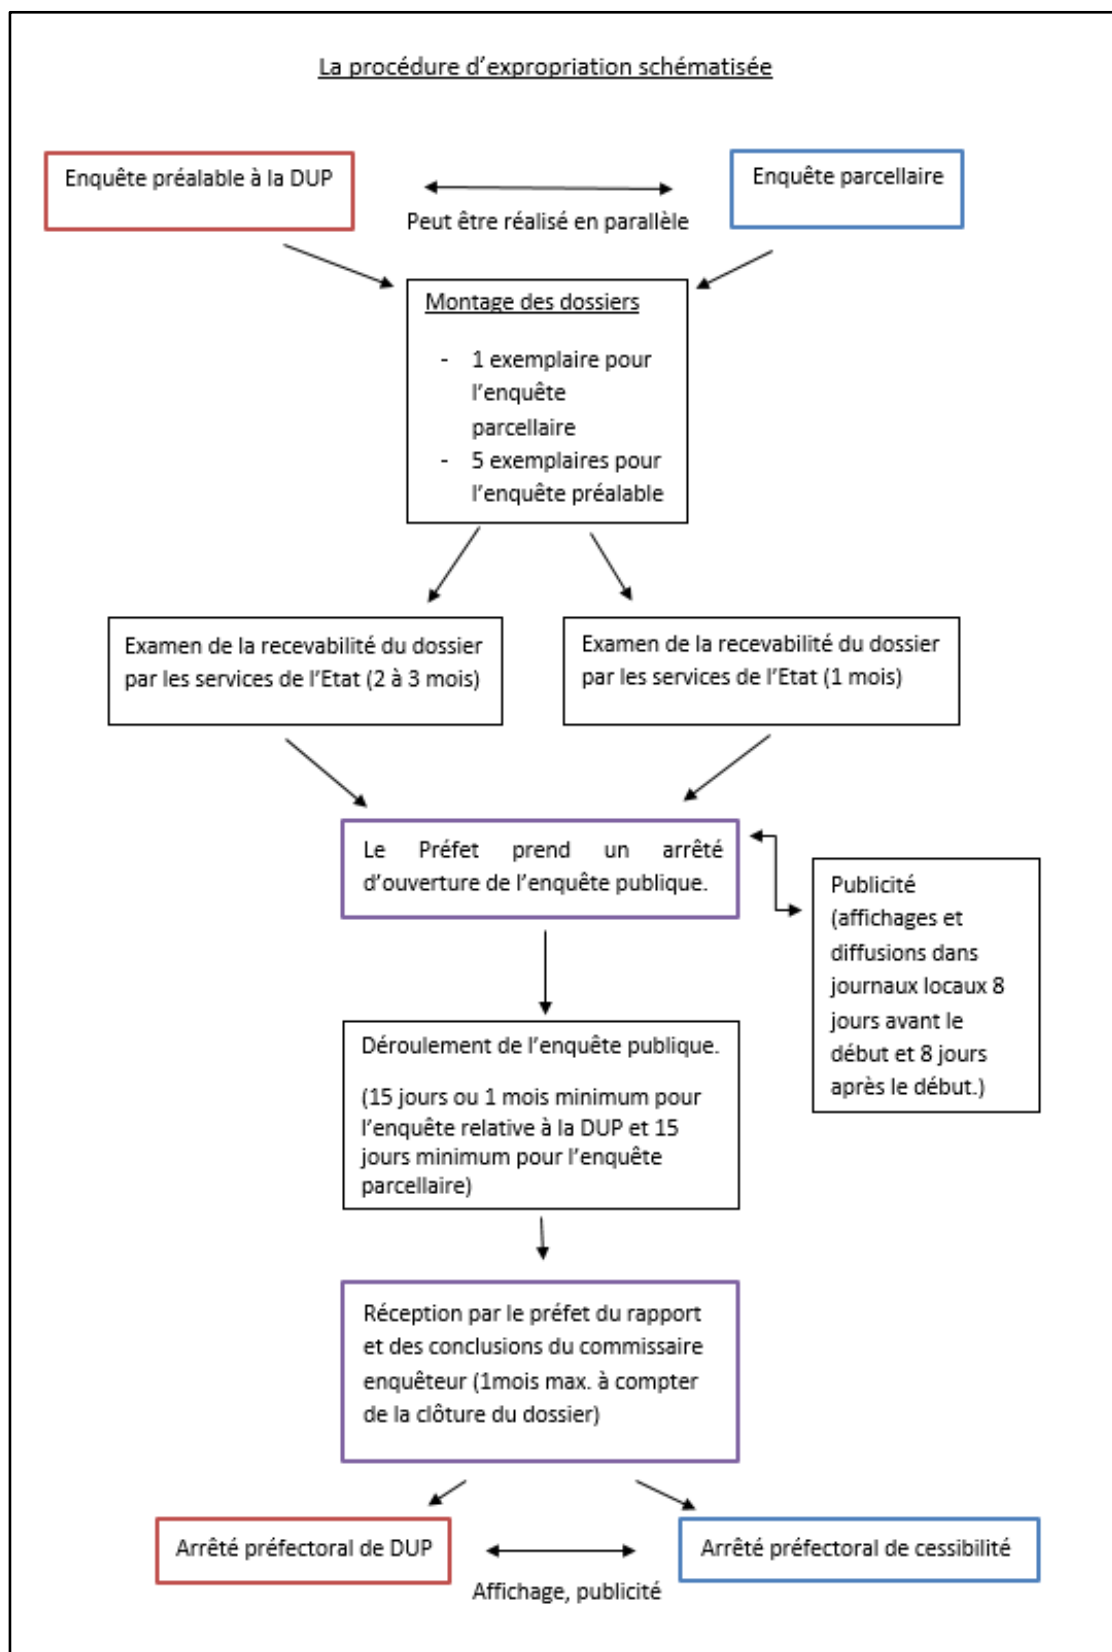 La procédure d'expropriation schématisée
Enquête préalable à la DUP
Enquête parcellaire
Peut être réalisé en parallèle
Montage des dossiers
- 1 exemplaire pour
l'enquête
parcellaire
- 5 exemplaires pour
l'enquête préalable
Examen de la recevabilité du dossier
par les services de l'Etat (2 à 3 mois)
Examen de la recevabilité du dossier
par les services de l'Etat (1 mois)
Le Préfet prend un arrêté
d'ouverture de l'enquête publique.
Publicité
(affichages et
diffusions dans
journaux locaux 8
jours avant le
début et 8 jours
après le début.)
Déroulement de l'enquête publique.
(15 jours ou 1 mois minimum pour
l'enquête relative à la DUP et 15
jours minimum pour l'enquête
parcellaire)
Réception par le préfet du rapport
et des conclusions du commissaire
enquêteur (1mois max. à compter
de la clôture du dossier)
Arrêté préfectoral de DUP
Arrêté préfectoral de cessibilité
Affichage, publicité